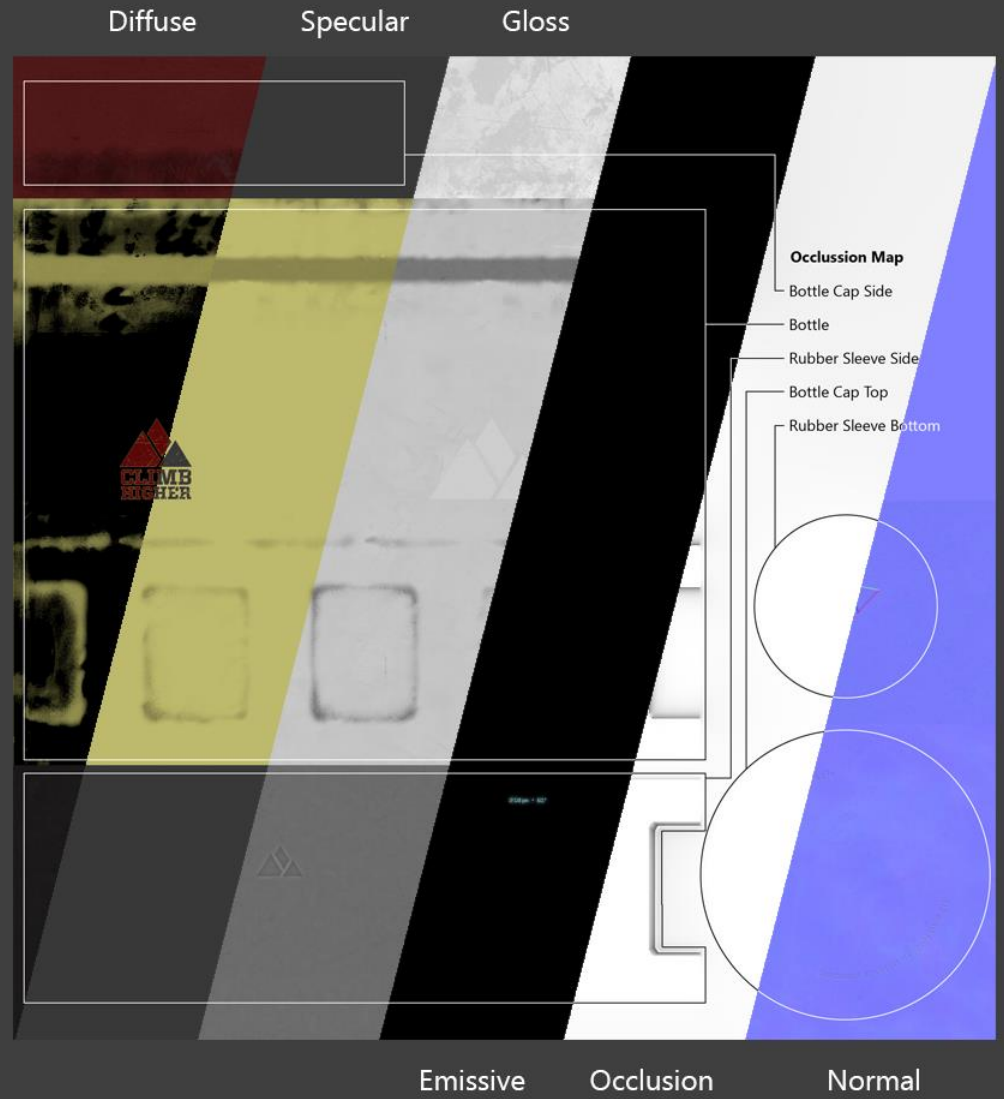 Diffuse Specular Gloss
Occlussion Map
Bottle Cap Side
Bottle
Rubber Sleeve Side
Bottle Cap Top
Rubber Sleeve Bottom
CLIMB
HIGHER
Emissive Occlusion Normal